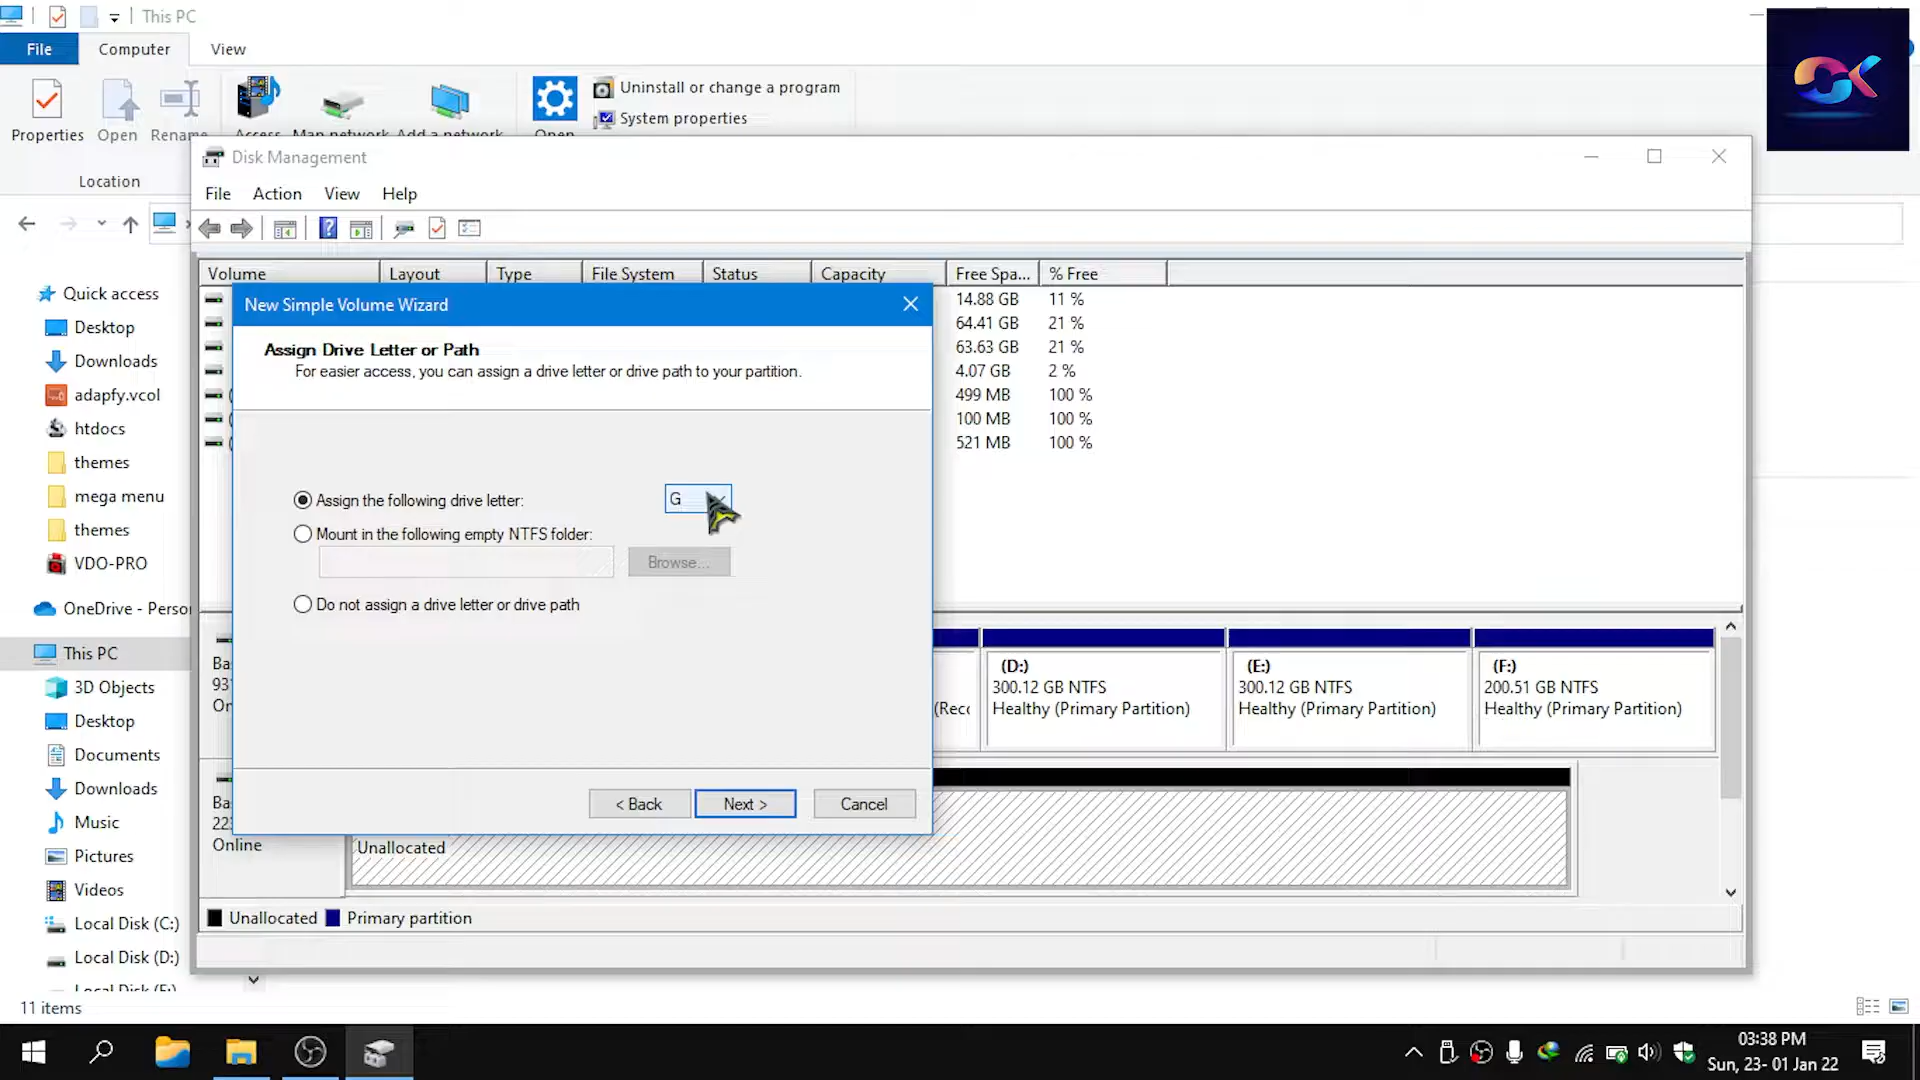 This PC
File Computer View
Properties Open Rename Access Map network Add a network Open Uninstall or change a program
System properties
Location
Disk Management
File Action View Help
Volume Layout Type File System Status Capacity Free Spa... % Free
14.88 GB 11 %
64.41 GB 21 %
63.63 GB 21 %
4.07 GB 2 %
499 MB 100 %
100 MB 100 %
521 MB 100 %
New Simple Volume Wizard
Assign Drive Letter or Path
For easier access, you can assign a drive letter or drive path to your partition.
Assign the following drive letter: G
Mount in the following empty NTFS folder:
Browse...
Do not assign a drive letter or drive path
< Back Next > Cancel
Quick access
Desktop
Downloads
adapfy.vcol
htdocs
themes
mega menu
themes
VDO-PRO
OneDrive - Person
This PC
3D Objects
Desktop
Documents
Downloads
Music
Pictures
Videos
Local Disk (C:)
Local Disk (D:)
Local Disk (E:)
(Rec
(D:)
300.12 GB NTFS
Healthy (Primary Partition)
(E:)
300.12 GB NTFS
Healthy (Primary Partition)
(F:)
200.51 GB NTFS
Healthy (Primary Partition)
Ba
931
On
Ba
223
Online
Unallocated
Unallocated Primary partition
11 items
03:38 PM
Sun, 23- 01 Jan 22